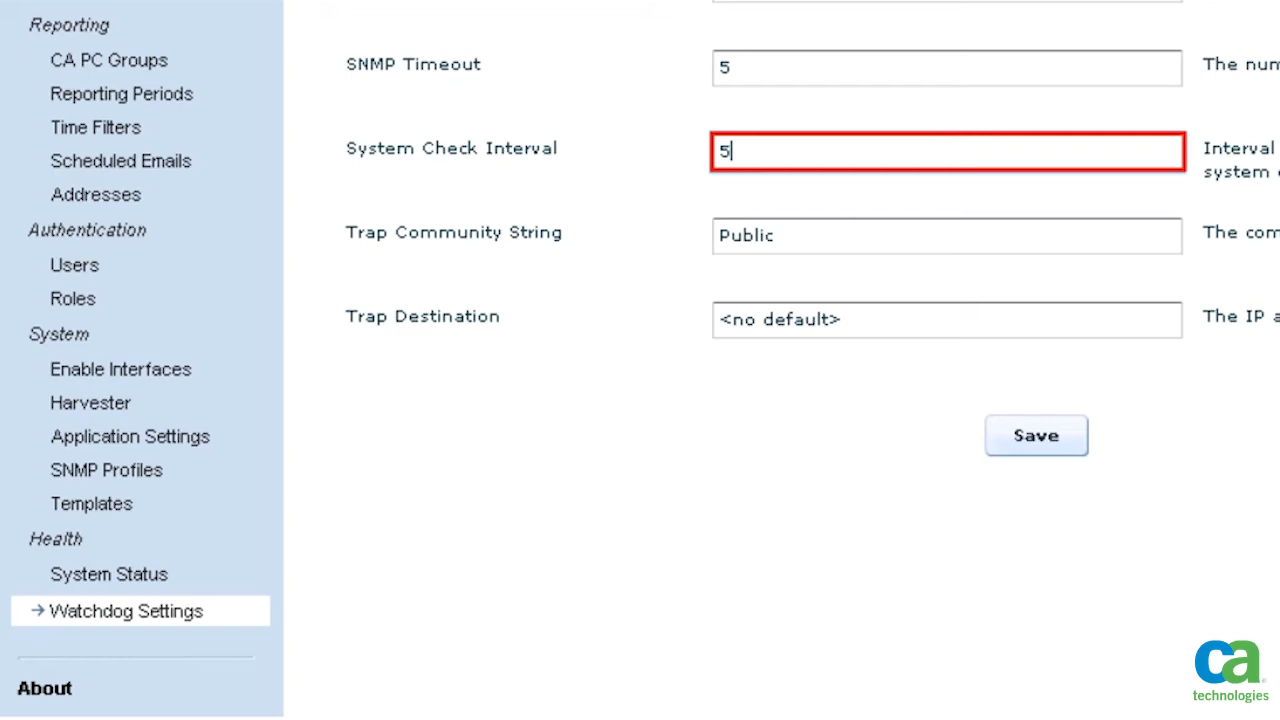 Reporting
CA PC Groups
Reporting Periods
Time Filters
Scheduled Emails
Addresses
Authentication
Users
Roles
System
Enable Interfaces
Harvester
Application Settings
SNMP Profiles
Templates
Health
System Status
→ Watchdog Settings
About
SNMP Timeout
5
The num
System Check Interval
5
Interval
system
Trap Community String
Public
The com
Trap Destination
<no default>
The IP a
Save
ca
technologies